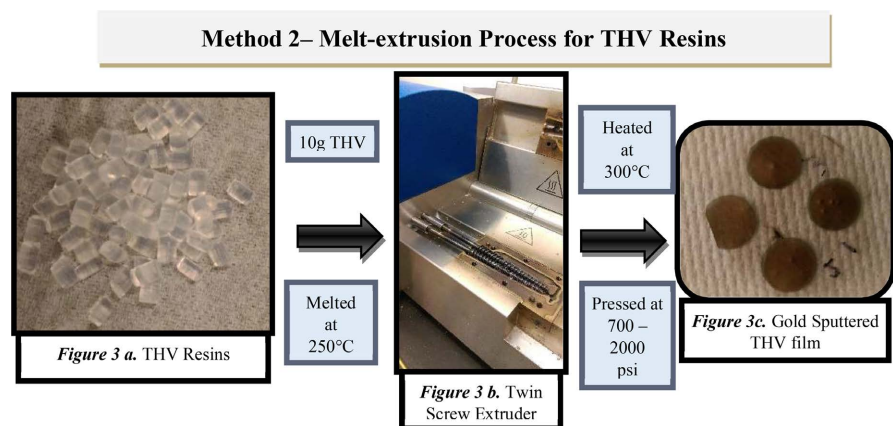 Method 2– Melt-extrusion Process for THV Resins
10g THV
Melted
at
250°C
Heated
at
300°C
Pressed at
700 –
2000
psi
Figure 3 a. THV Resins
Figure 3 b. Twin
Screw Extruder
Figure 3c. Gold Sputtered
THV film